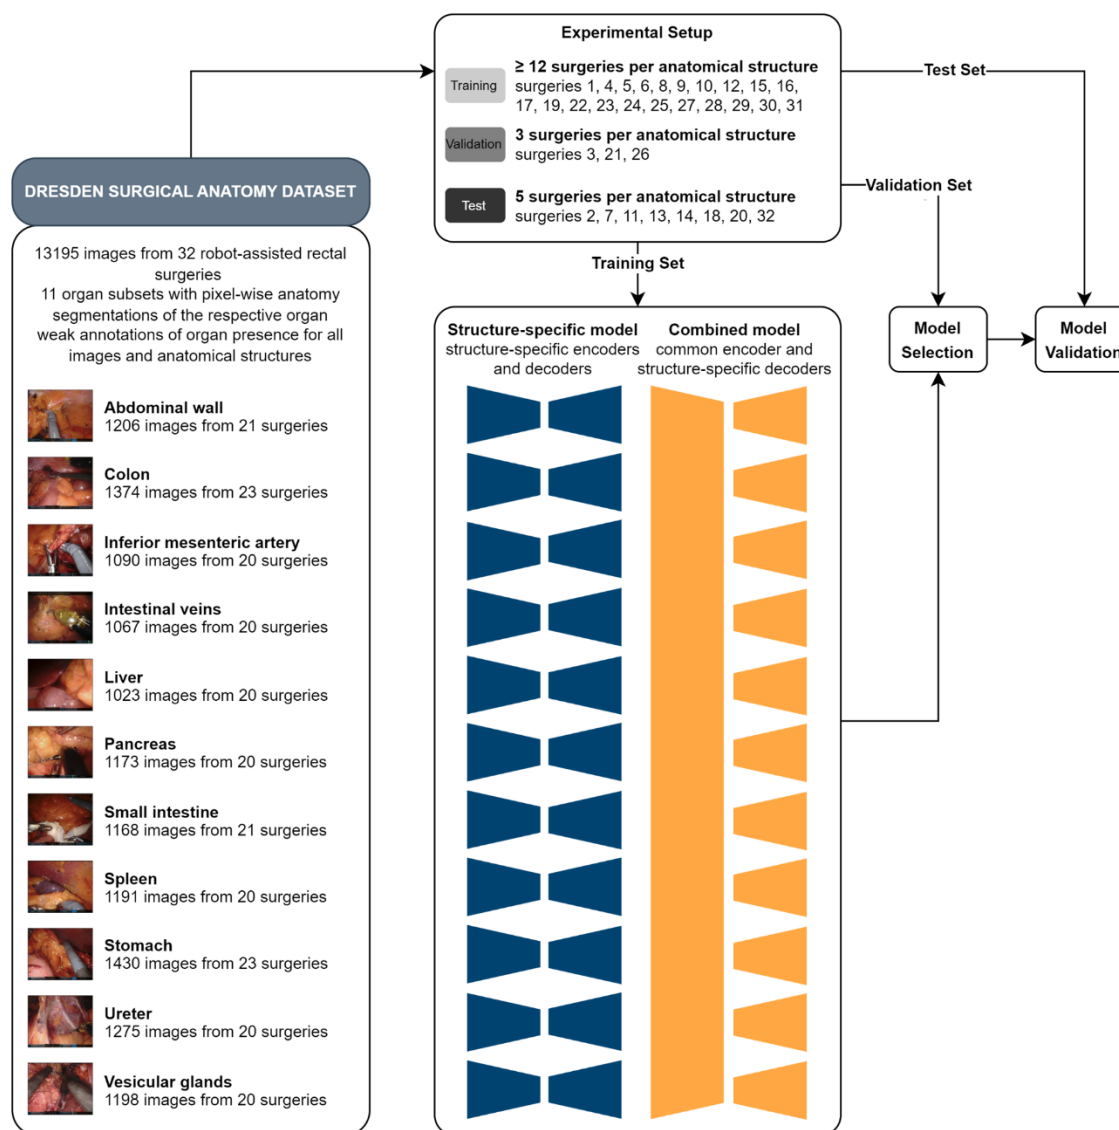 DRESDEN SURGICAL ANATOMY DATASET
13195 images from 32 robot-assisted rectal
surgeries
11 organ subsets with pixel-wise anatomy
segmentations of the respective organ
weak annotations of organ presence for all
images and anatomical structures
Abdominal wall
1206 images from 21 surgeries
Colon
1374 images from 23 surgeries
Inferior mesenteric artery
1090 images from 20 surgeries
Intestinal veins
1067 images from 20 surgeries
Liver
1023 images from 20 surgeries
Pancreas
1173 images from 20 surgeries
Small intestine
1168 images from 21 surgeries
Spleen
1191 images from 20 surgeries
Stomach
1430 images from 23 surgeries
Ureter
1275 images from 20 surgeries
Vesicular glands
1198 images from 20 surgeries
Experimental Setup
Training
≥ 12 surgeries per anatomical structure
surgeries 1, 4, 5, 6, 8, 9, 10, 12, 15, 16,
17, 19, 22, 23, 24, 25, 27, 28, 29, 30, 31
Validation
3 surgeries per anatomical structure
surgeries 3, 21, 26
Test
5 surgeries per anatomical structure
surgeries 2, 7, 11, 13, 14, 18, 20, 32
Test Set
Validation Set
Training Set
Structure-specific model
structure-specific encoders
and decoders
Combined model
common encoder and
structure-specific decoders
Model
Selection
Model
Validation